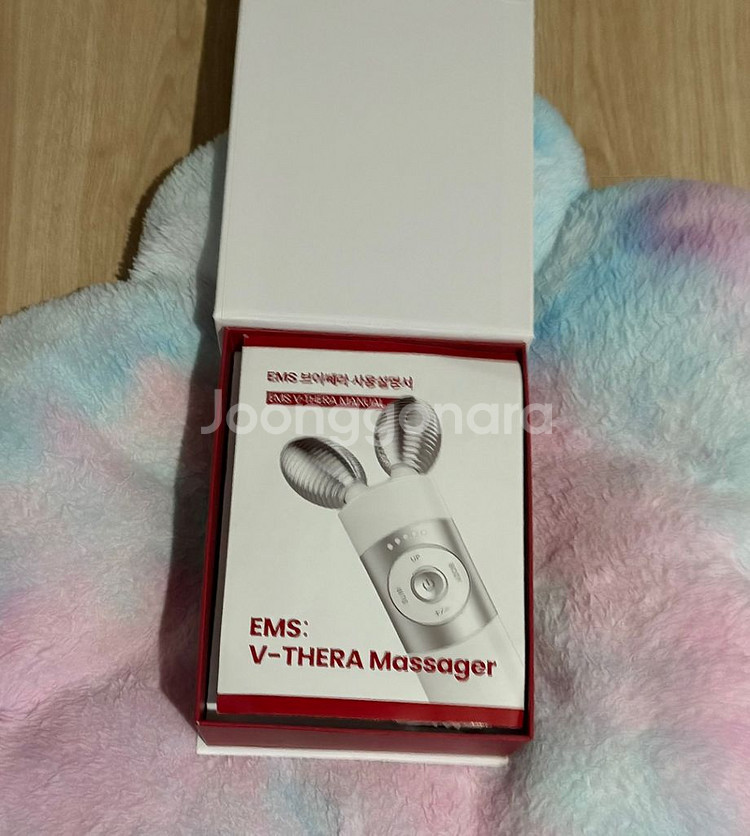 EMS 브이쎄라 사용설명서
EMS V-THERA MANUAL
Joonggonara
UP
EMS:
V-THERA Massager